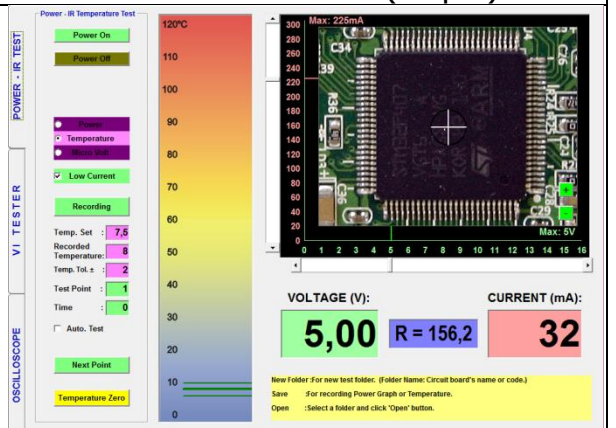 Power - IR Temperature Test
Power On
Power Off
Power
Temperature
Micro Volt
Low Current
Recording
Temp. Set : 7,5
Recorded
Temperature: 8
Temp. Tol. ± : 2
Test Point : 1
Time : 0
Auto. Test
Next Point
Temperature Zero
POWER - IR TEST
VI TESTER
OSCILLOSCOPE
120°C
110
100
90
80
70
60
50
40
30
20
10
0
300
280
260
240
220
200
180
160
140
120
100
80
60
40
20
0
Max: 225mA
C34
39
R36
C36
C26
STM32F407
ARM
Max: 5V
+
-
0 1 2 3 4 5 6 7 8 9 10 11 12 13 14 15 16
VOLTAGE (V):
5,00
R = 156,2
CURRENT (mA):
32
New Folder :For new test folder. (Folder Name: Circuit board's name or code.)
Save :For recording Power Graph or Temperature.
Open :Select a folder and click 'Open' button.